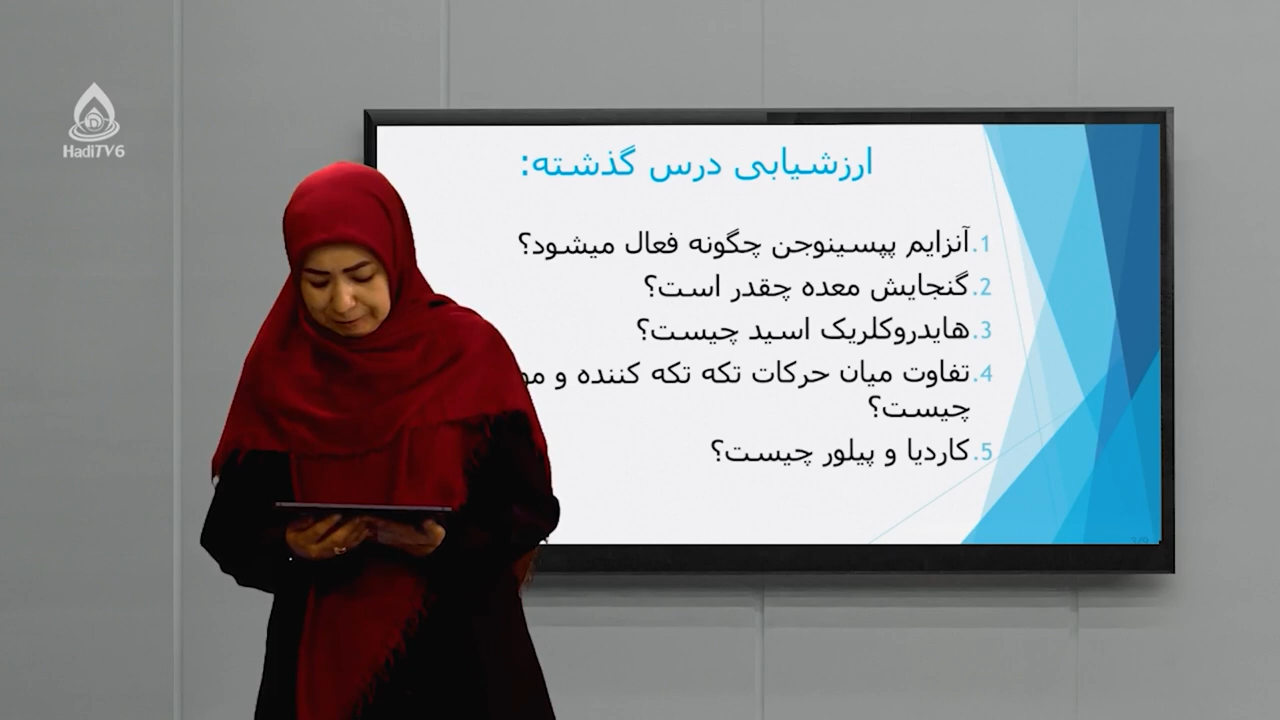 HadiTV6
ارزشیابی درس گذشته:
1. آنزایم پپسینوجن چگونه فعال میشود؟
2. گنجایش معده چقدر است؟
3. هایدروکلریک اسید چیست؟
4. تفاوت میان حرکات تکه تکه کننده و
چیست؟
5. کاردیا و پیلور چیست؟